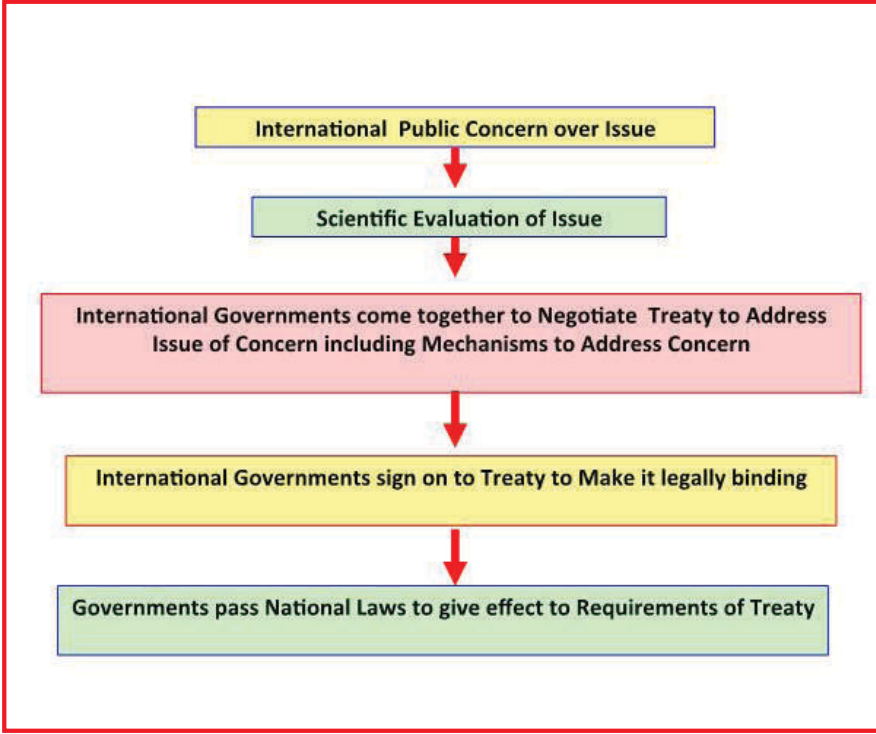 International Public Concern over Issue
Scientific Evaluation of Issue
International Governments come together to Negotiate Treaty to Address
Issue of Concern including Mechanisms to Address Concern
International Governments sign on to Treaty to Make it legally binding
Governments pass National Laws to give effect to Requirements of Treaty